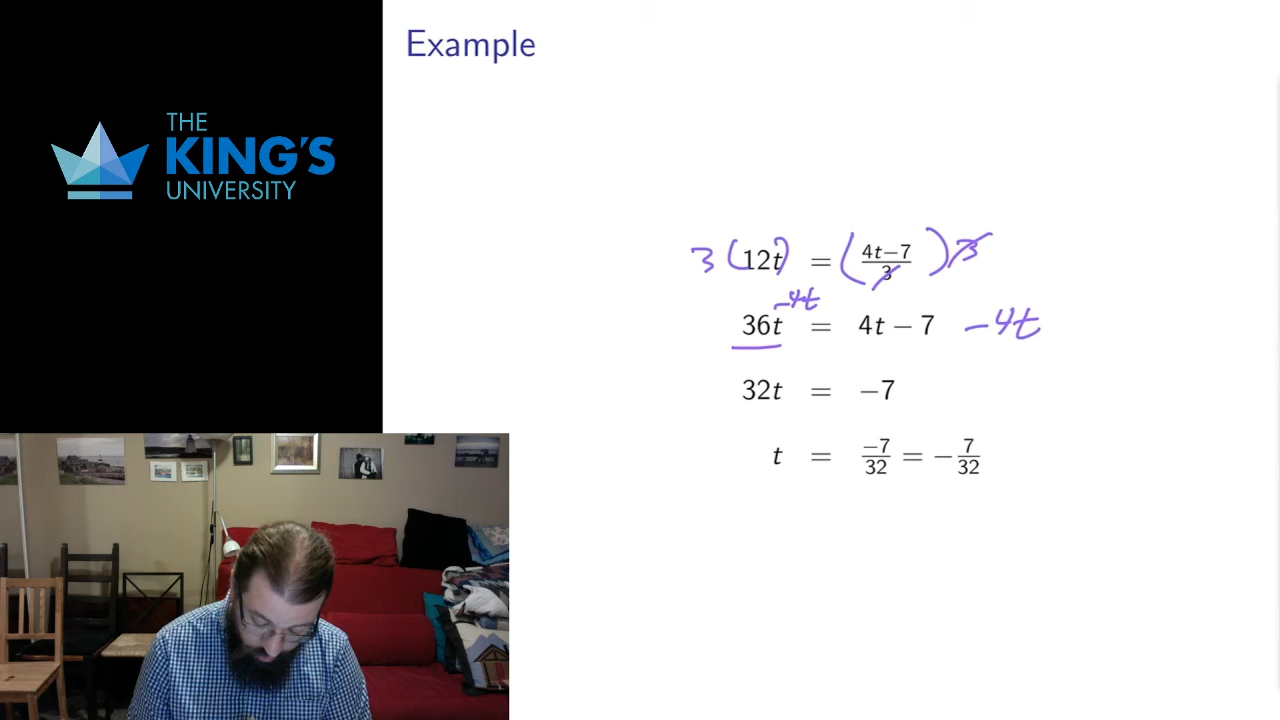 Example
THE
KING'S
UNIVERSITY
3 (12t) = (4t−7/3) 3
−4t
36t = 4t − 7 −4t
32t = −7
t = −7/32 = −7/32